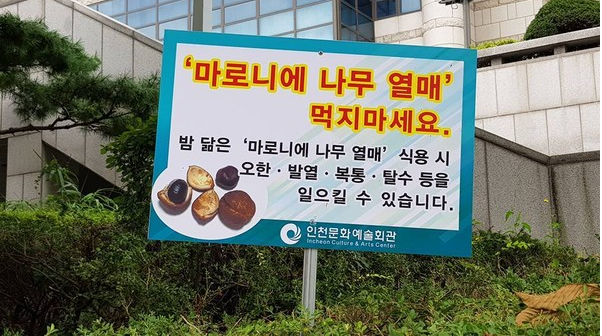 ‘마로니에 나무 열매’
먹지마세요.
밤 닮은 ‘마로니에 나무 열매’ 식용 시
오한·발열·복통·탈수 등을
일으킬 수 있습니다.
인천문화예술회관
Incheon Culture & Arts Center